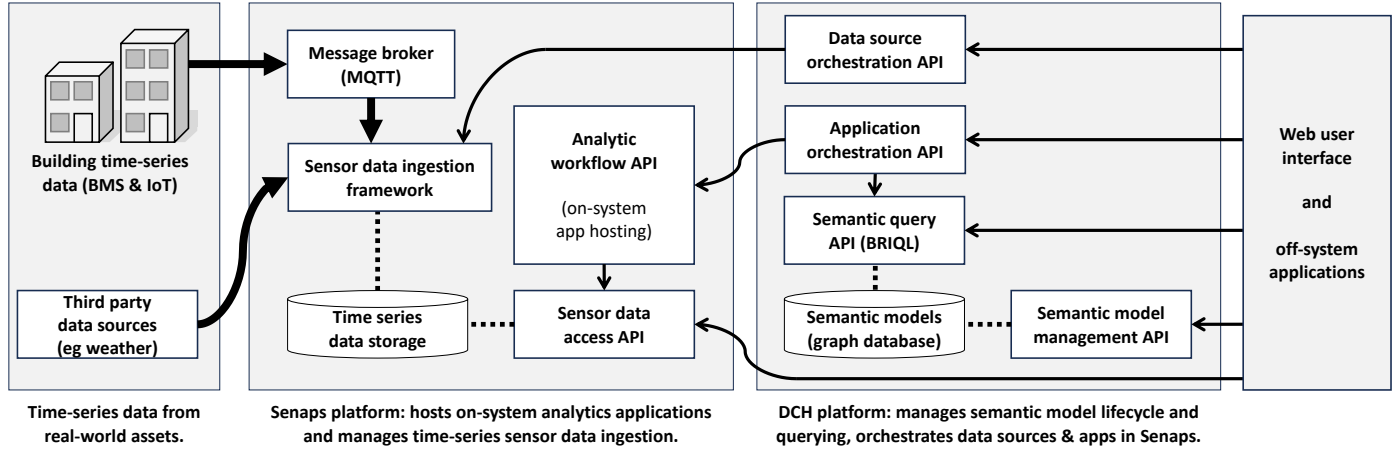 Building time-series
data (BMS & IoT)
Third party
data sources
(eg weather)
Time-series data from
real-world assets.
Message broker
(MQTT)
Sensor data ingestion
framework
Time series
data storage
Analytic
workflow API
(on-system
app hosting)
Sensor data
access API
Senaps platform: hosts on-system analytics applications
and manages time-series sensor data ingestion.
Data source
orchestration API
Application
orchestration API
Semantic query
API (BRIQL)
Semantic models
(graph database)
Semantic model
management API
DCH platform: manages semantic model lifecycle and
querying, orchestrates data sources & apps in Senaps.
Web user
interface
and
off-system
applications